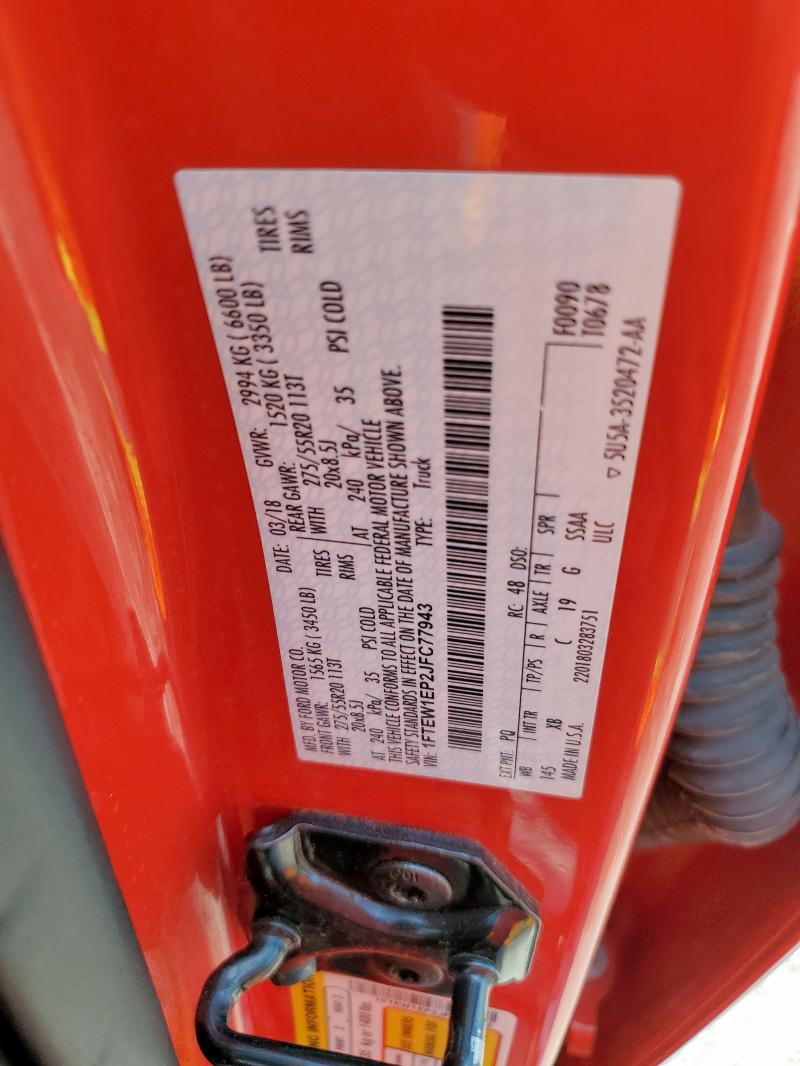 MFD. BY FORD MOTOR CO.
DATE: 03/18 GVWR: 2994 KG ( 6600 LB)
FRONT GAWR: 1565 KG (3450 LB)
REAR GAWR: 1520 KG ( 3350 LB)
WITH 275/55R20 113T TIRES
WITH 275/55R20 113T TIRES
20x8.5J RIMS
20x8.5J RIMS
AT 240 kPa/ 35 PSI COLD
AT 240 kPa/ 35 PSI COLD
THIS VEHICLE CONFORMS TO ALL APPLICABLE FEDERAL MOTOR VEHICLE
SAFETY STANDARDS IN EFFECT ON THE DATE OF MANUFACTURE SHOWN ABOVE.
VIN: 1FTEW1EP2JFC77943 TYPE: Truck
EXT PNT: PQ RC: 48 DSO: F0090
WB INT TR TP/PS R AXLE TR SPR T0678
145 XB C 19 G SSAA
MADE IN U.S.A. 2201803283751 ULC ▽ 5U5A-3520472-AA
MANUAL FOR